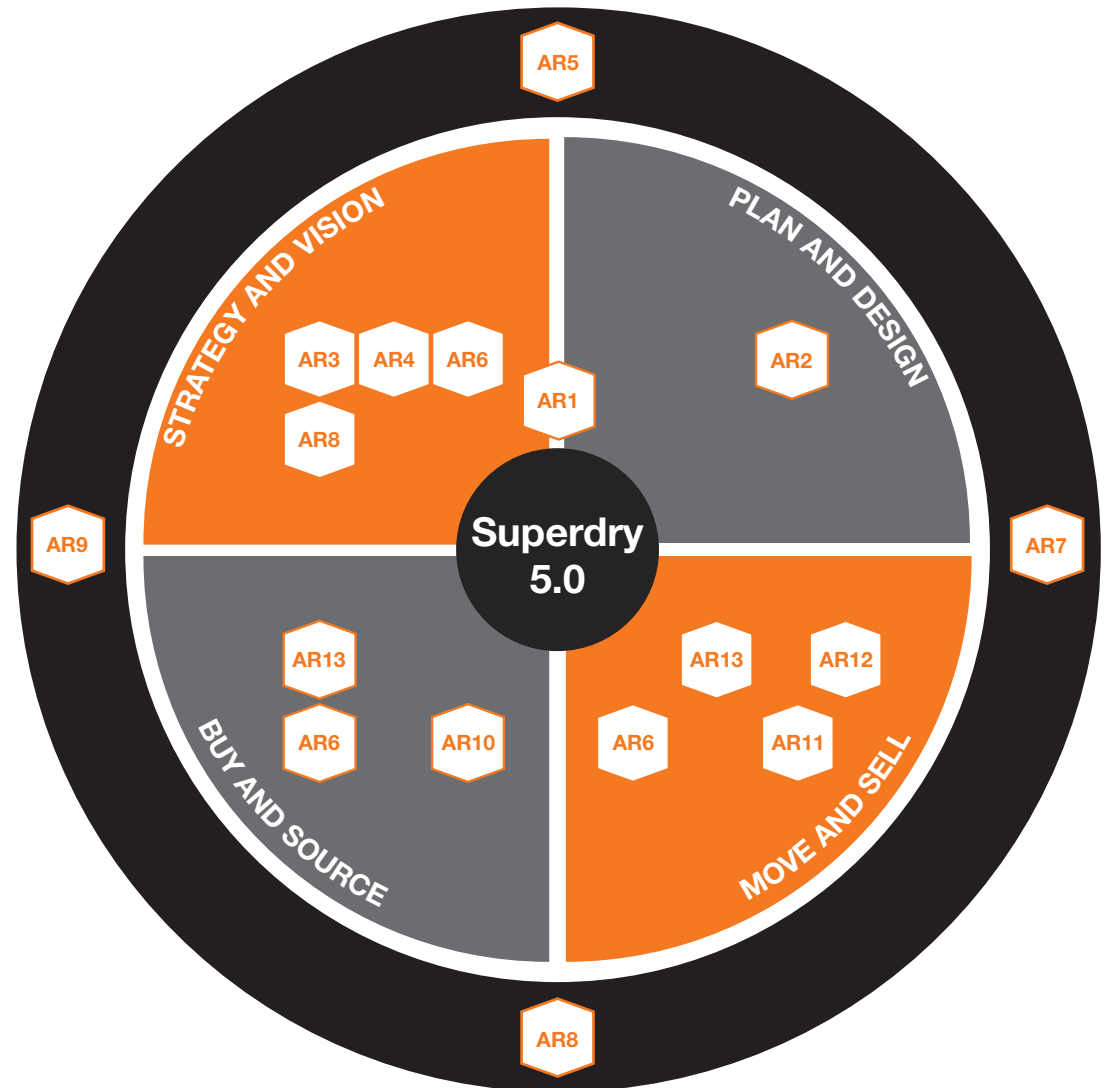 AR5
STRATEGY AND VISION
PLAN AND DESIGN
AR3 AR4 AR6
AR2
AR1
AR8
Superdry
5.0
AR9
AR7
AR13
AR13 AR12
AR6 AR10
AR6 AR11
BUY AND SOURCE
MOVE AND SELL
AR8